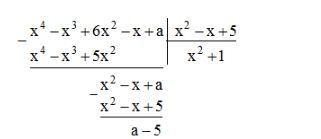 − x⁴ − x³ + 6x² − x + a | x² − x + 5
x⁴ − x³ + 5x² | x² + 1
− x² − x + a
x² − x + 5
a − 5